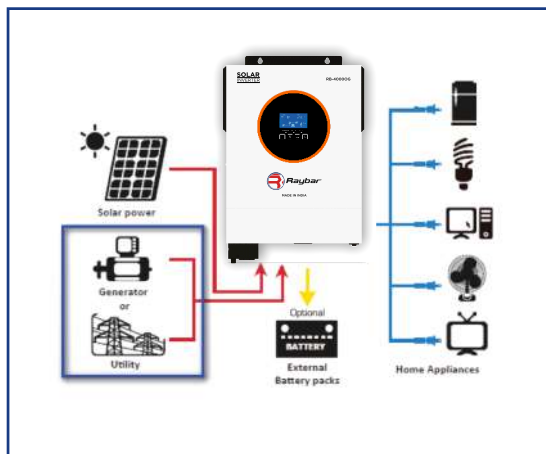 SOLAR
INVERTER
RB-4000OG
Raybar
MADE IN INDIA
Solar power
Generator
or
Utility
Optional
BATTERY
External
Battery packs
Home Appliances